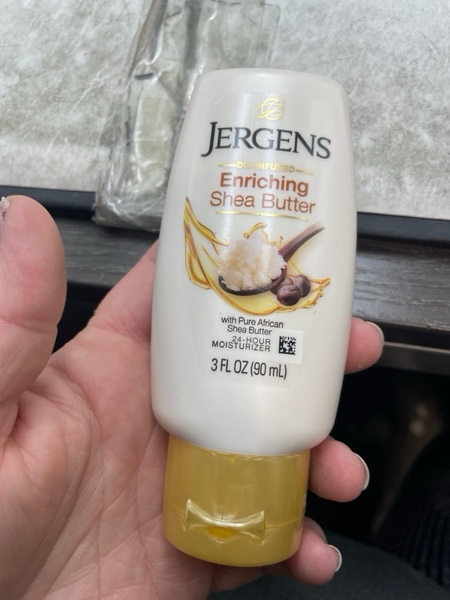 JERGENS
OIL-INFUSED
Enriching
Shea Butter
with Pure African
Shea Butter
24-HOUR
MOISTURIZER
3 FL OZ (90 mL)